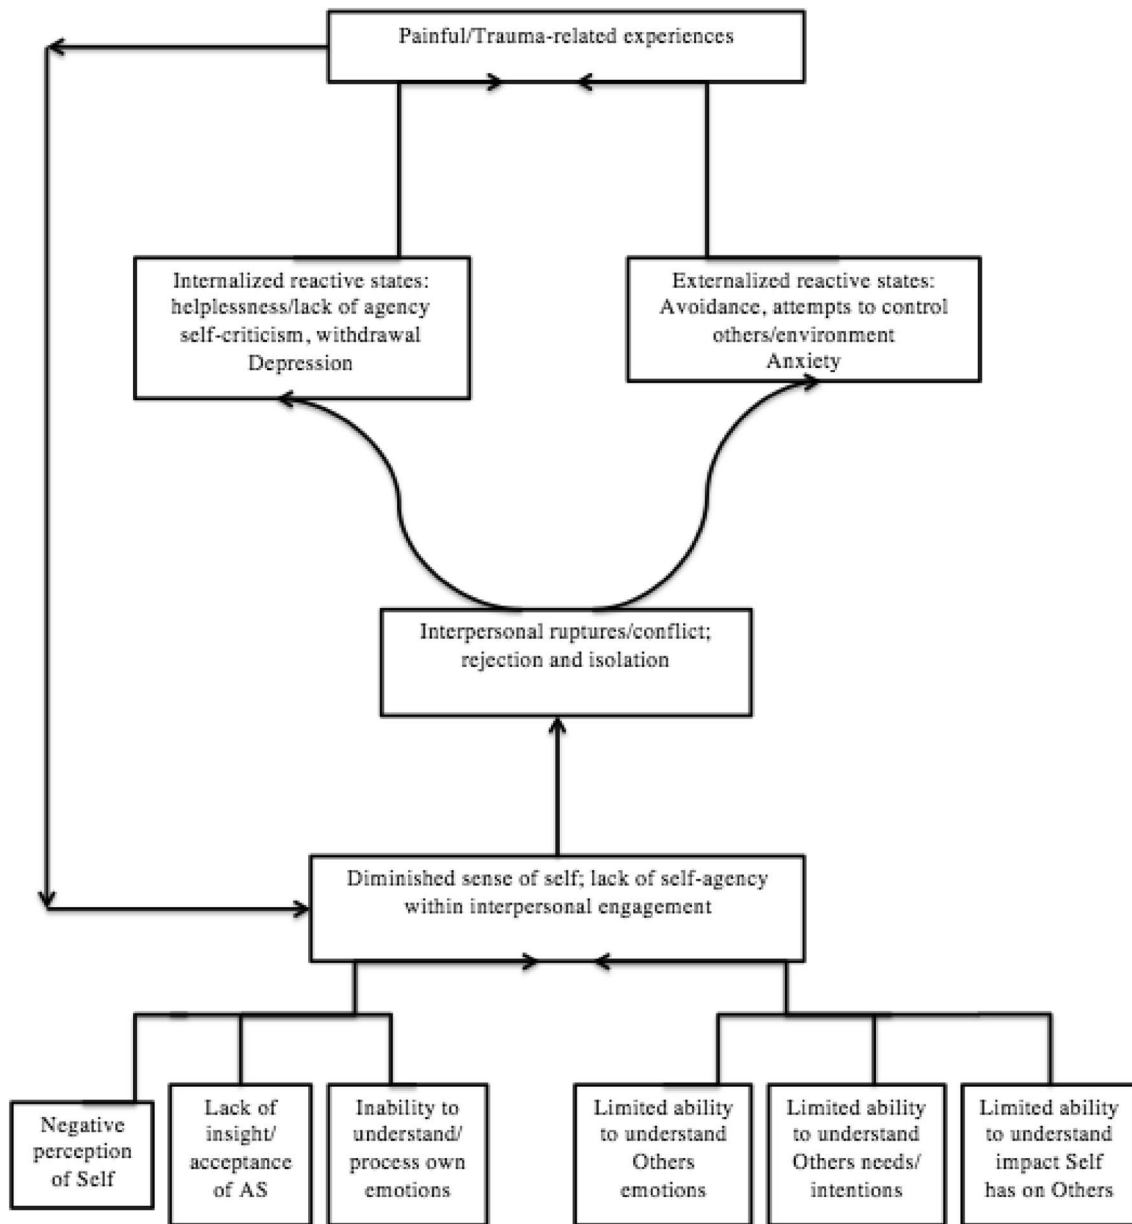 Painful/Trauma-related experiences
Internalized reactive states:
helplessness/lack of agency
self-criticism, withdrawal
Depression
Externalized reactive states:
Avoidance, attempts to control
others/environment
Anxiety
Interpersonal ruptures/conflict;
rejection and isolation
Diminished sense of self; lack of self-agency
within interpersonal engagement
Negative
perception
of Self
Lack of
insight/
acceptance
of AS
Inability to
understand/
process own
emotions
Limited ability
to understand
Others
emotions
Limited ability
to understand
Others needs/
intentions
Limited ability
to understand
impact Self
has on Others